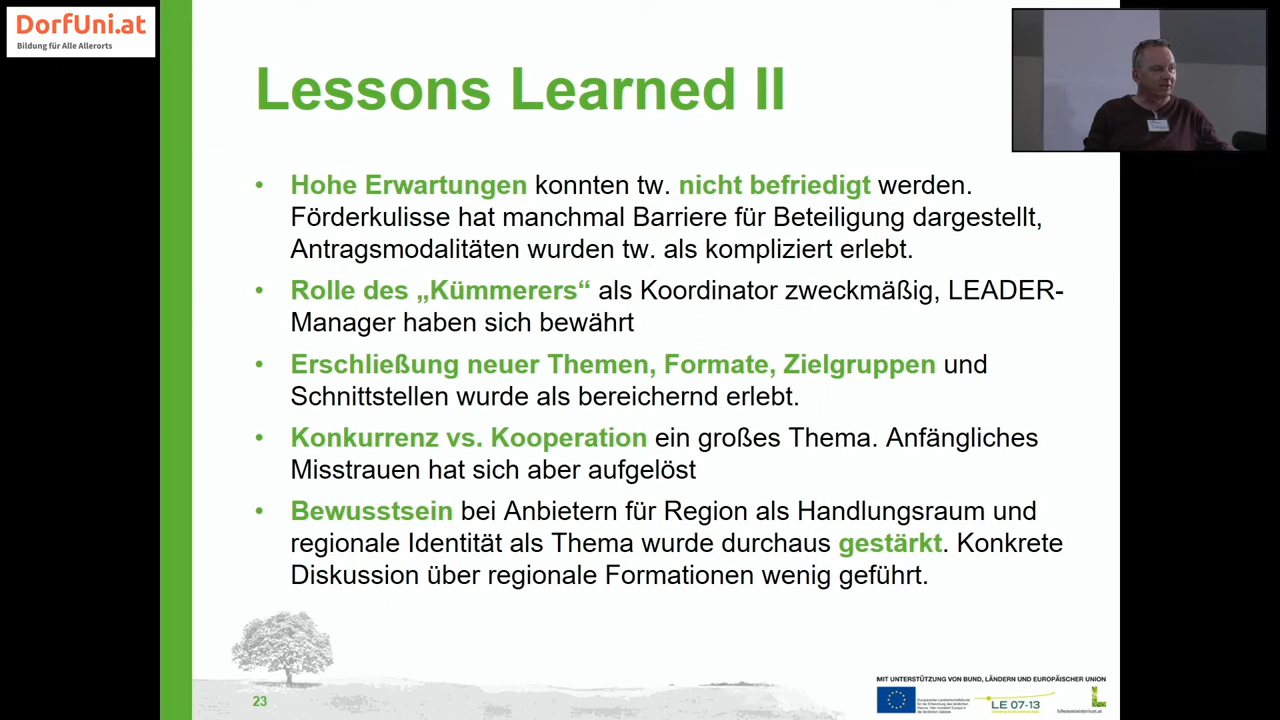 DorfUni.at
Bildung für Alle Allerorts
Lessons Learned II
• Hohe Erwartungen konnten tw. nicht befriedigt werden.
Förderkulisse hat manchmal Barriere für Beteiligung dargestellt,
Antragsmodalitäten wurden tw. als kompliziert erlebt.
• Rolle des „Kümmerers“ als Koordinator zweckmäßig, LEADER-
Manager haben sich bewährt
• Erschließung neuer Themen, Formate, Zielgruppen und
Schnittstellen wurde als bereichernd erlebt.
• Konkurrenz vs. Kooperation ein großes Thema. Anfängliches
Misstrauen hat sich aber aufgelöst
• Bewusstsein bei Anbietern für Region als Handlungsraum und
regionale Identität als Thema wurde durchaus gestärkt. Konkrete
Diskussion über regionale Formationen wenig geführt.
23
MIT UNTERSTÜTZUNG VON BUND, LÄNDERN UND EUROPÄISCHER UNION
LE 07-13
lebensministerium.at